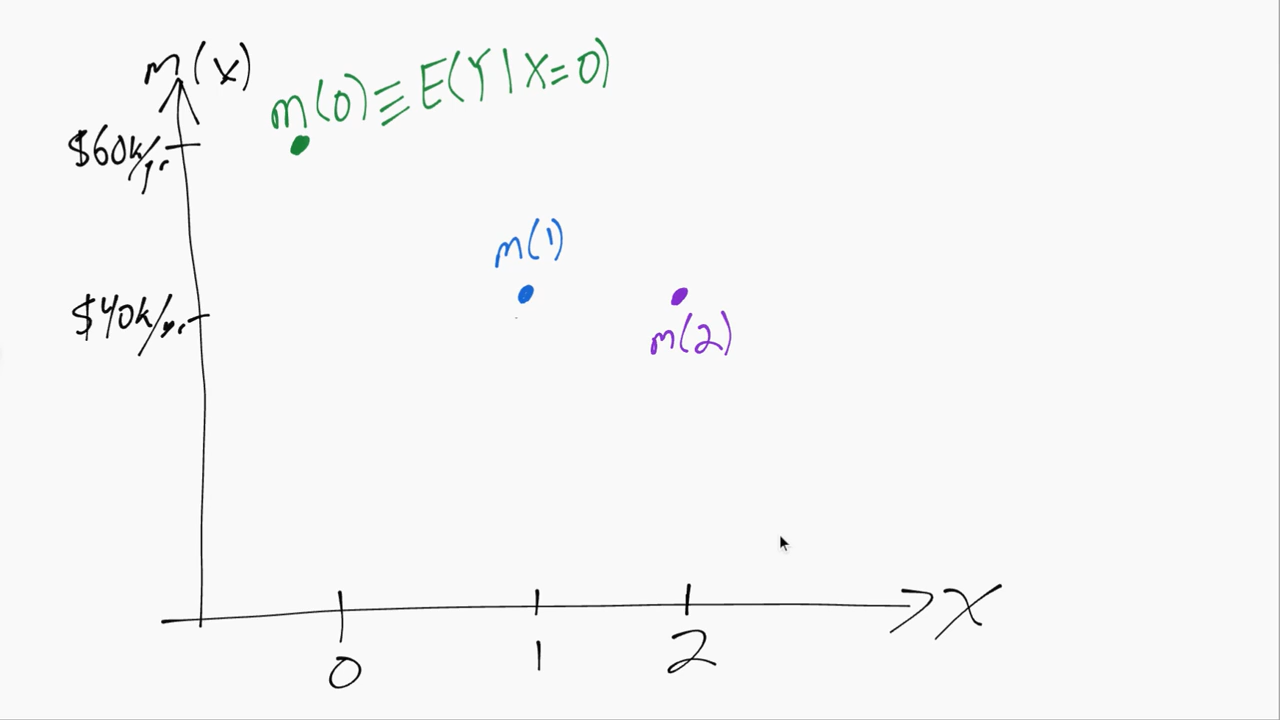 m(x)
m(0)≡E(Y|X=0)
$60k/yr
m(1)
$40k/yr
m(2)
X
0
1
2